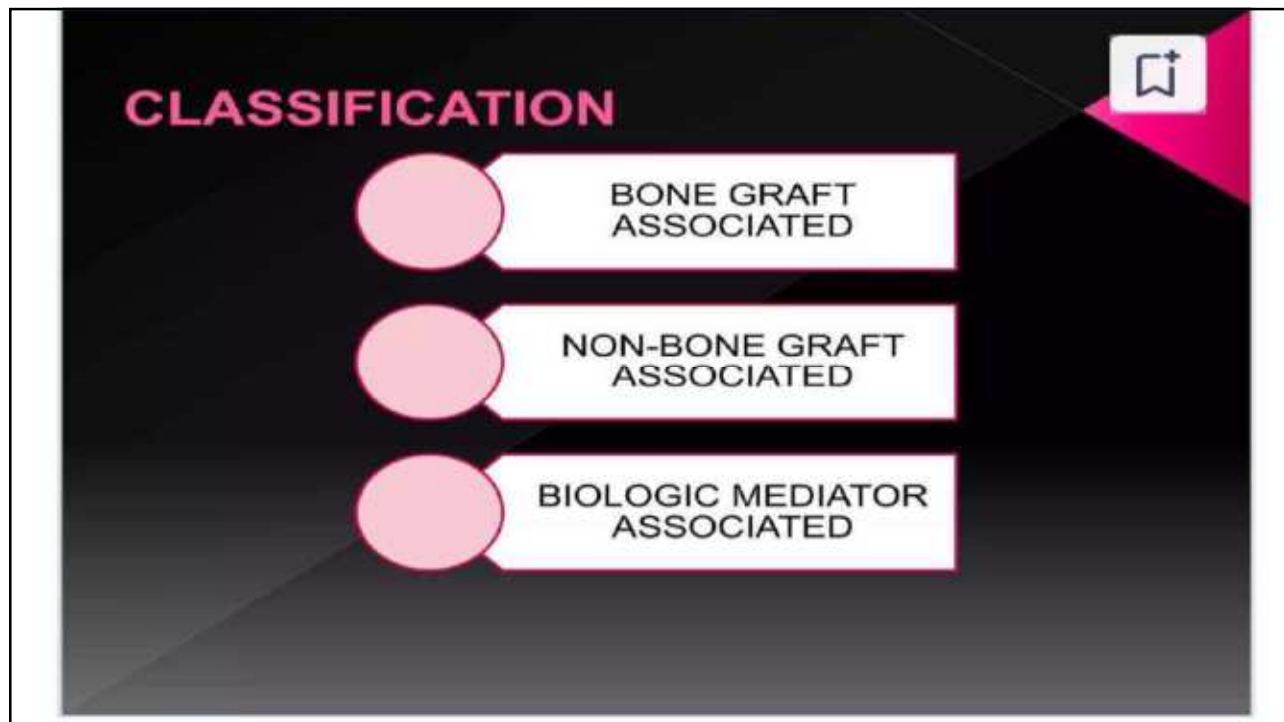 CLASSIFICATION
BONE GRAFT
ASSOCIATED
NON-BONE GRAFT
ASSOCIATED
BIOLOGIC MEDIATOR
ASSOCIATED